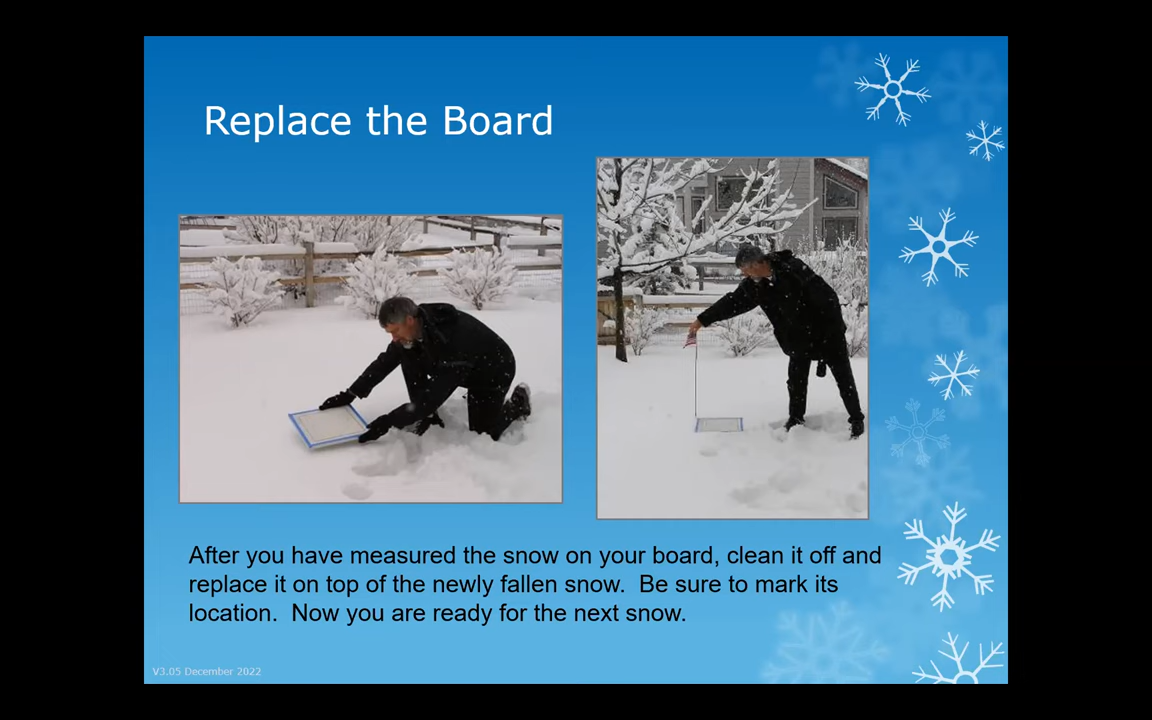 Replace the Board
After you have measured the snow on your board, clean it off and
replace it on top of the newly fallen snow.  Be sure to mark its
location.  Now you are ready for the next snow.
V3.05 December 2022